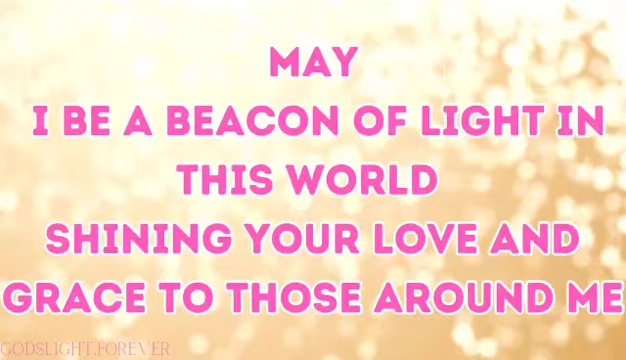 MAY
I BE A BEACON OF LIGHT IN
THIS WORLD
SHINING YOUR LOVE AND
GRACE TO THOSE AROUND ME
GODSLIGHT.FOREVER